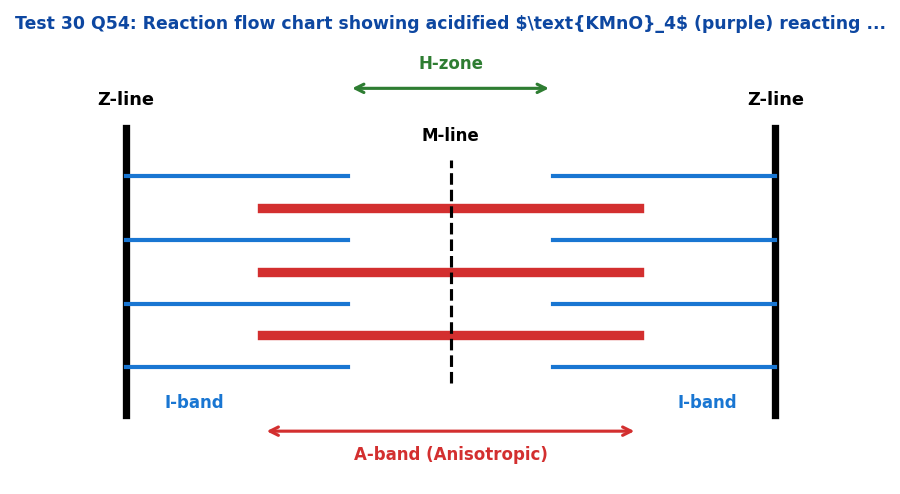 Test 30 Q54: Reaction flow chart showing acidified $\text{KMnO}_4$ (purple) reacting ...
H-zone
Z-line
Z-line
M-line
I-band
I-band
A-band (Anisotropic)